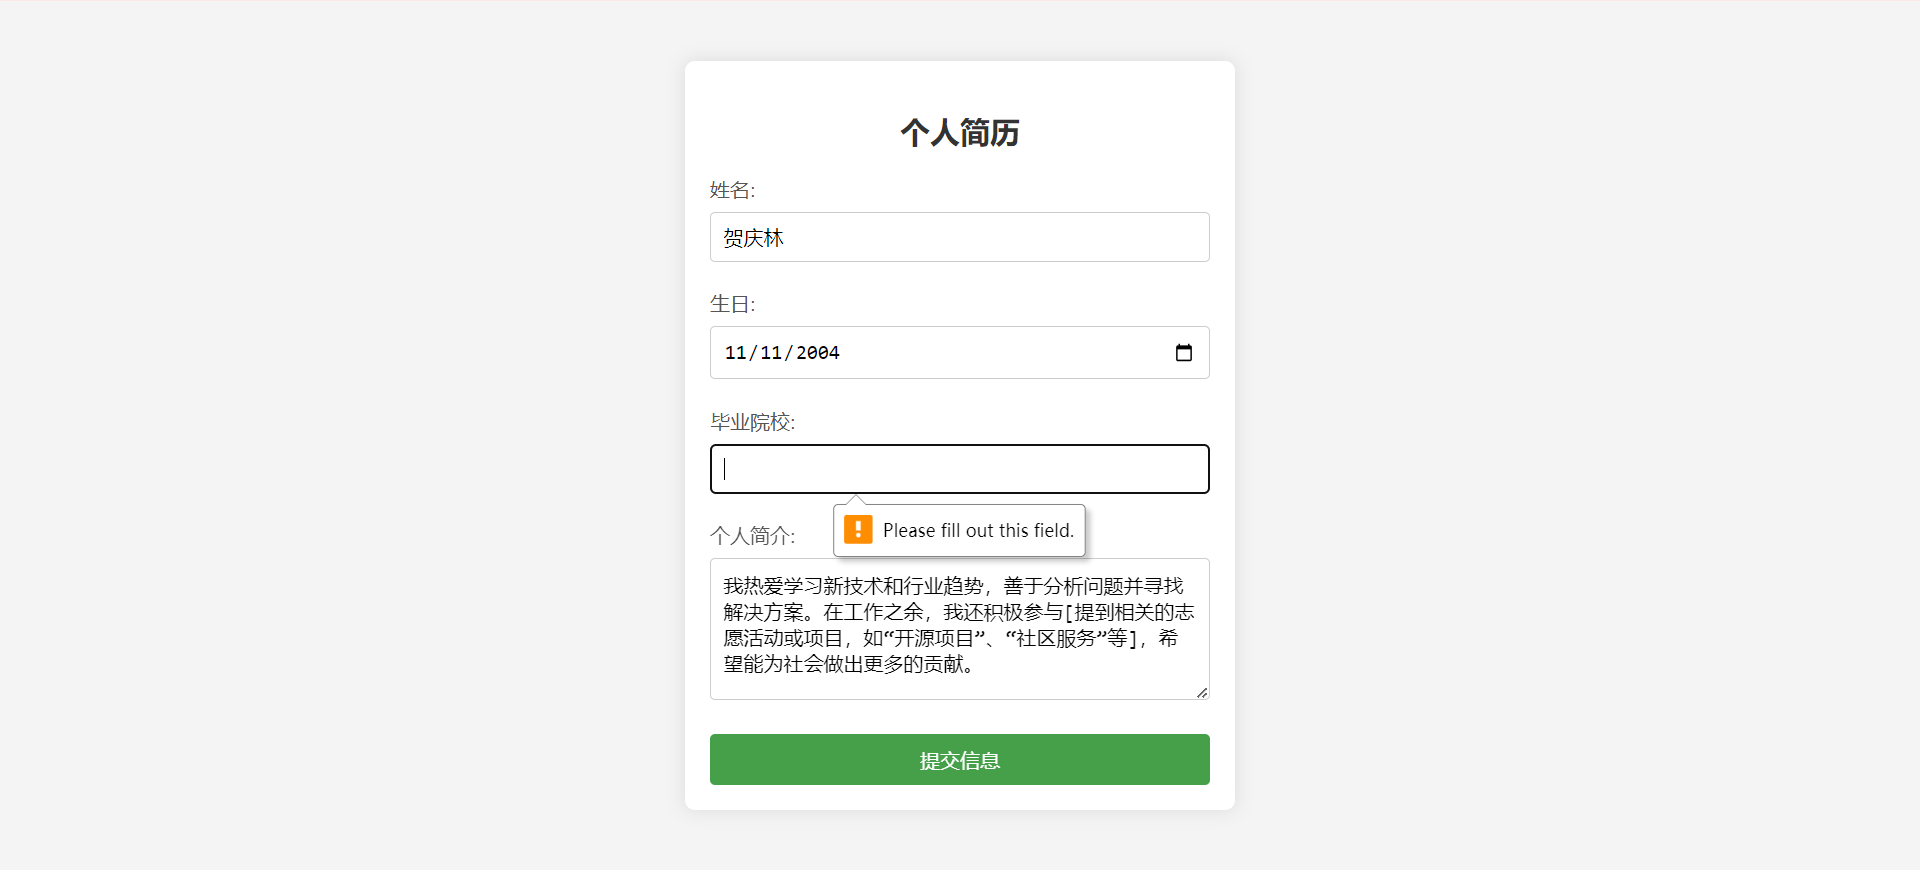 个人简历
姓名:
贺庆林
生日:
11/11/2004
毕业院校:
Please fill out this field.
个人简介:
我热爱学习新技术和行业趋势，善于分析问题并寻找
解决方案。在工作之余，我还积极参与[提到相关的志
愿活动或项目，如“开源项目”、“社区服务”等]，希
望能为社会做出更多的贡献。
提交信息